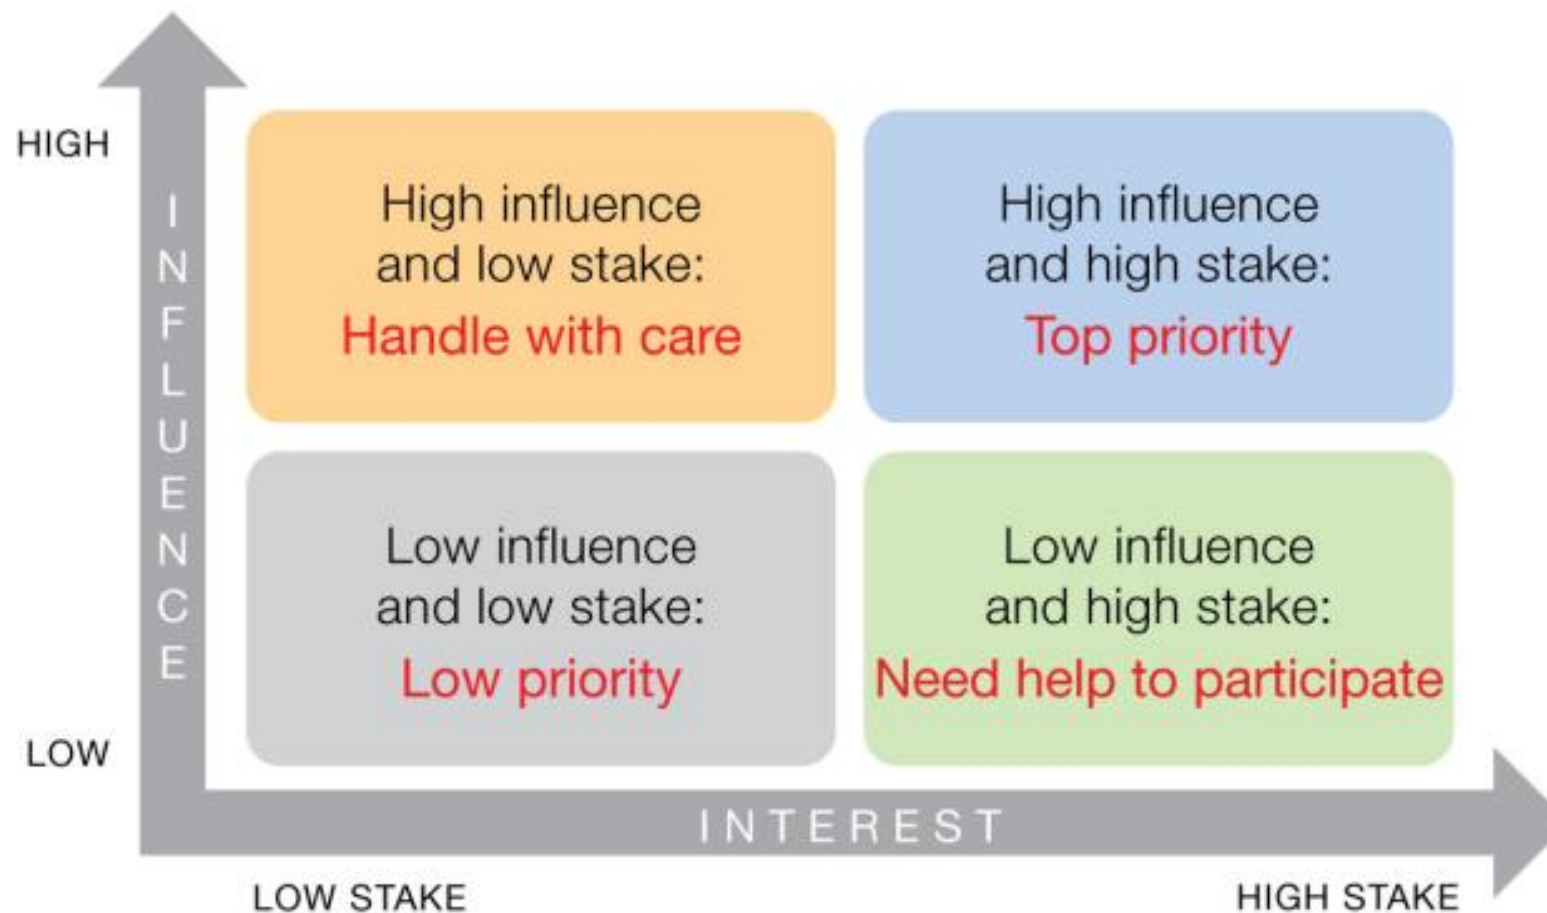 HIGH
INFLUENCE
High influence
and low stake:
Handle with care
High influence
and high stake:
Top priority
Low influence
and low stake:
Low priority
Low influence
and high stake:
Need help to participate
LOW
INTEREST
LOW STAKE
HIGH STAKE